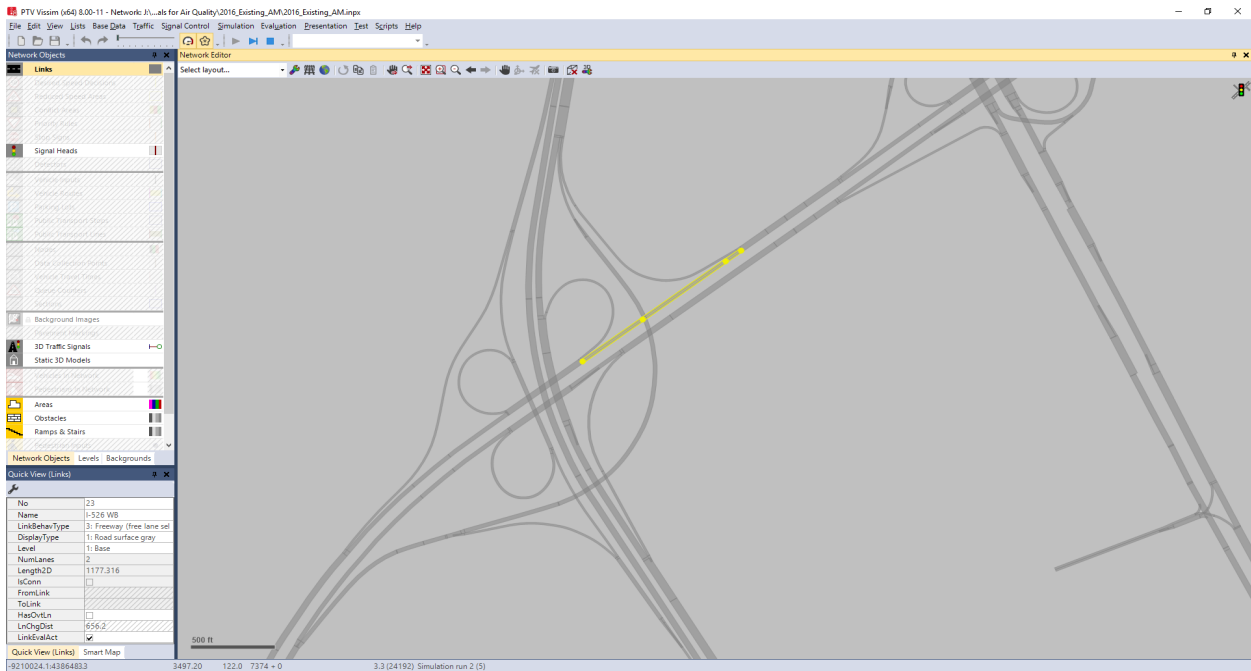 PTV Vissim (x64) 8.00-11 - Network: J:\...als for Air Quality\2016_Existing_AM\2016_Existing_AM.inpx
File Edit View Lists Base Data Traffic Signal Control Simulation Evaluation Presentation Test Scripts Help
Network Objects
Network Editor
Links
Select layout...
Signal Heads
Background Images
3D Traffic Signals
Static 3D Models
Areas
Obstacles
Ramps & Stairs
Network Objects Levels Backgrounds
Quick View (Links)
No 23
Name I-526 WB
LinkBehavType 3: Freeway (free lane sel
DisplayType 1: Road surface gray
Level 1: Base
NumLanes 2
Length2D 1177.316
IsConn
FromLink
ToLink
HasOvtLn
LnChgDist 656.2
LinkEvalAct
500 ft
Quick View (Links) Smart Map
-9210024.1:4386483.3 3497.20 122.0 7374 + 0 3.3 (24192) Simulation run 2 (5)